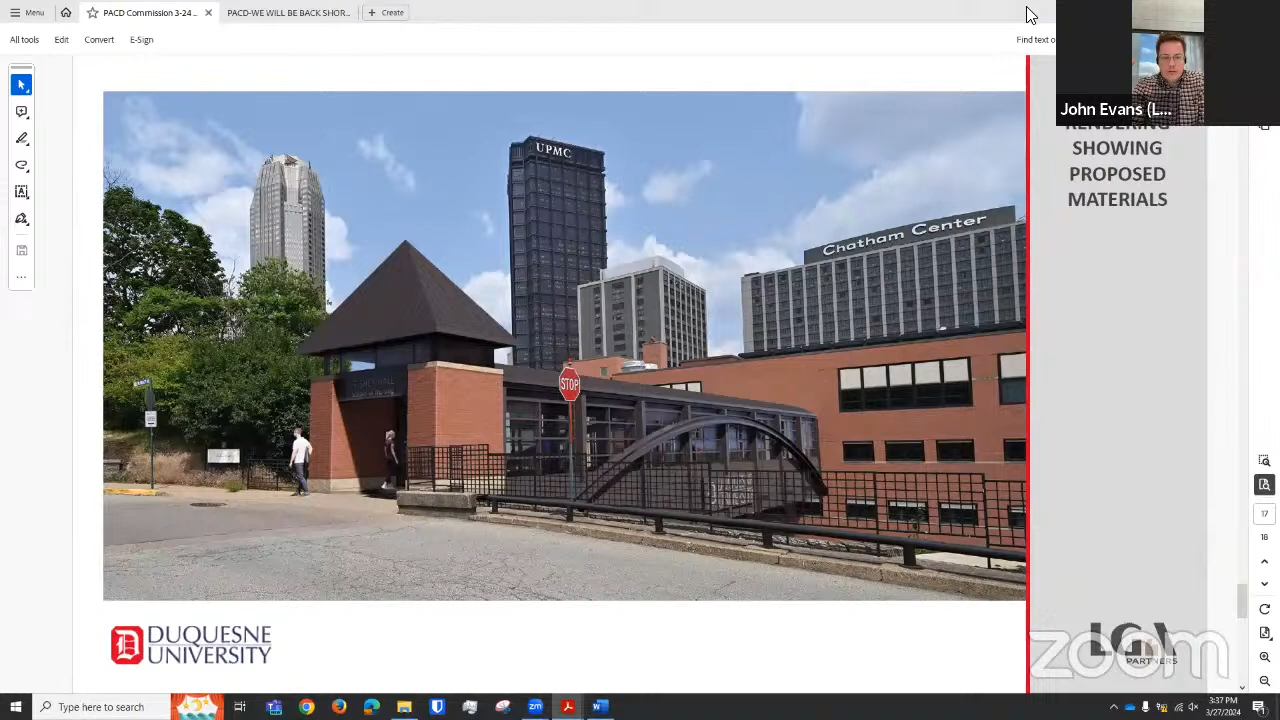 Menu
PACD Commission 3-24 ...
PACD-WE WILL BE BACK SHOR...
Create
All tools
Edit
Convert
E-Sign
Find text o
John Evans (L...
RENDERING
SHOWING
PROPOSED
MATERIALS
UPMC
Chatham Center
STOP
DUQUESNE
UNIVERSITY
LGA
PARTNERS
zoom
17
18
Type here to search
3:37 PM
3/27/2024